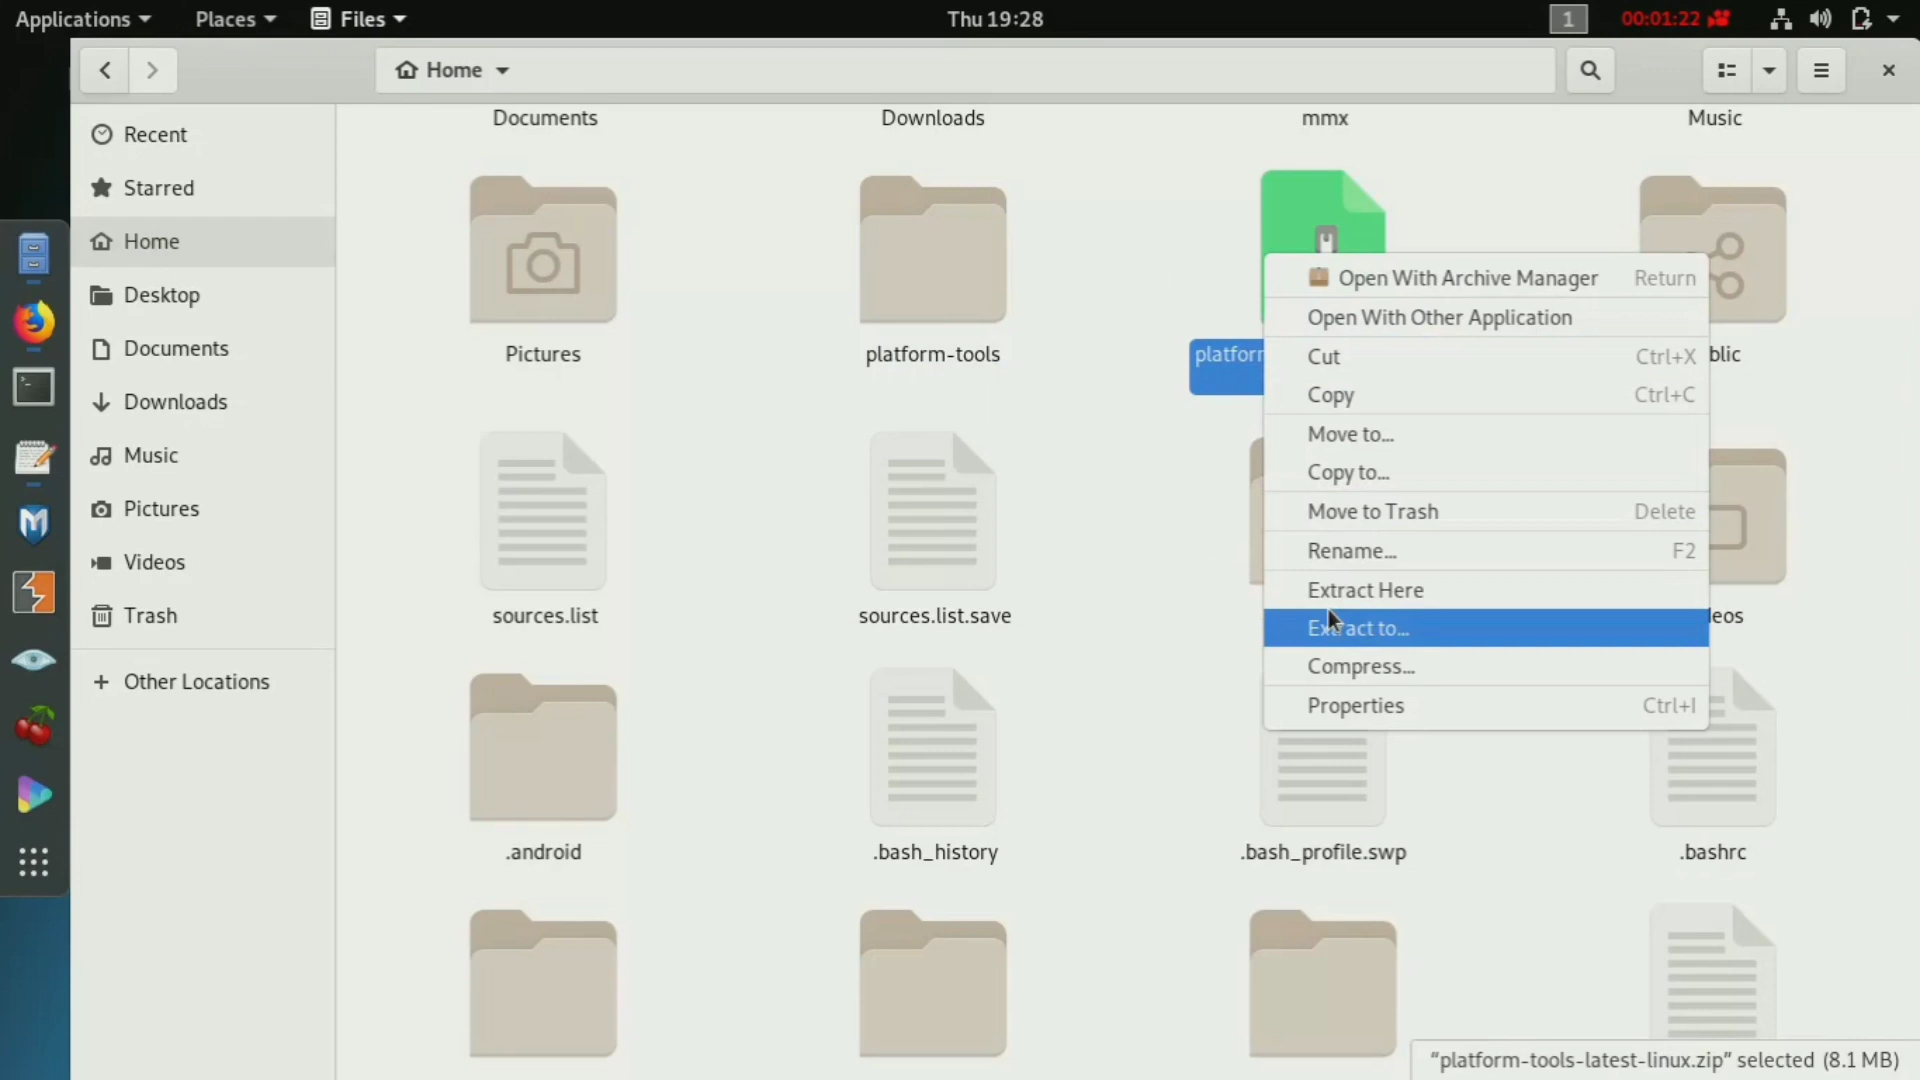 Applications
Places
Files
Thu 19:28
1
00:01:22
Home
Recent
Starred
Home
Desktop
Documents
Downloads
Music
Pictures
Videos
Trash
+ Other Locations
Documents
Downloads
mmx
Music
Pictures
platform-tools
platforn
blic
sources.list
sources.list.save
eos
.android
.bash_history
.bash_profile.swp
.bashrc
Open With Archive Manager Return
Open With Other Application
Cut Ctrl+X
Copy Ctrl+C
Move to...
Copy to...
Move to Trash Delete
Rename... F2
Extract Here
Extract to...
Compress...
Properties Ctrl+I
“platform-tools-latest-linux.zip” selected (8.1 MB)